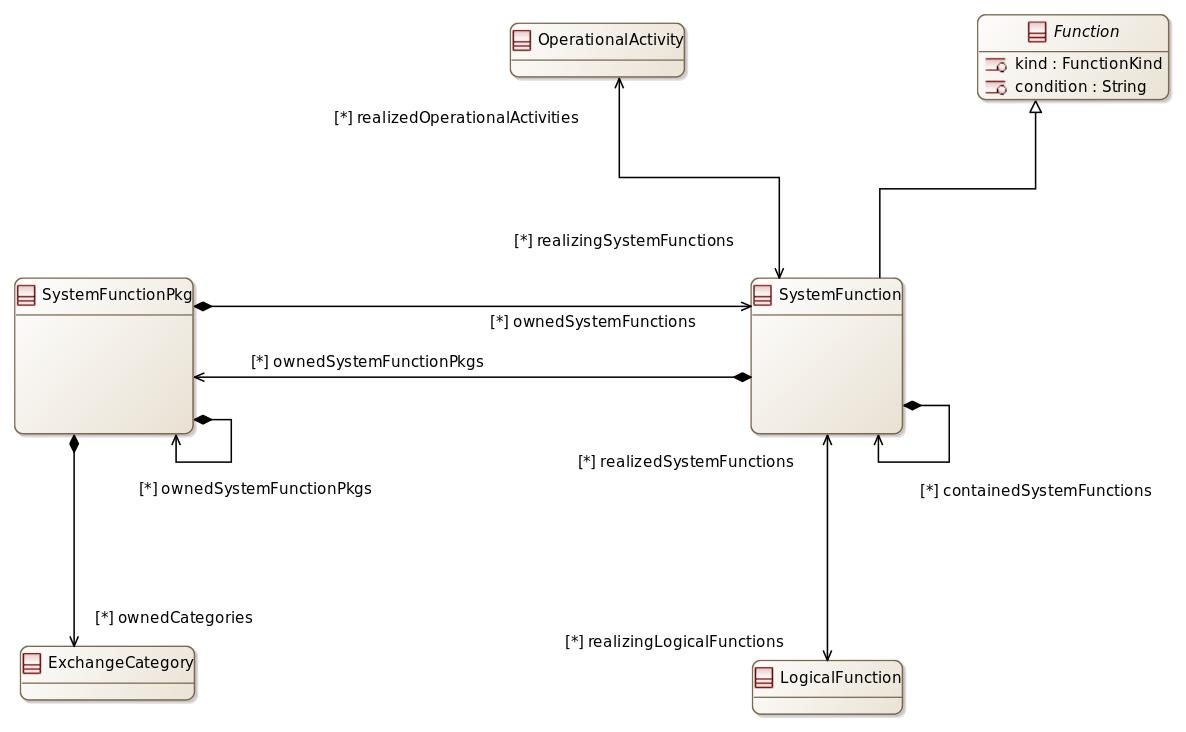 OperationalActivity
Function
kind : FunctionKind
condition : String
[*] realizedOperationalActivities
[*] realizingSystemFunctions
SystemFunctionPkg
SystemFunction
[*] ownedSystemFunctions
[*] ownedSystemFunctionPkgs
[*] realizedSystemFunctions
[*] ownedSystemFunctionPkgs
[*] containedSystemFunctions
[*] ownedCategories
[*] realizingLogicalFunctions
ExchangeCategory
LogicalFunction